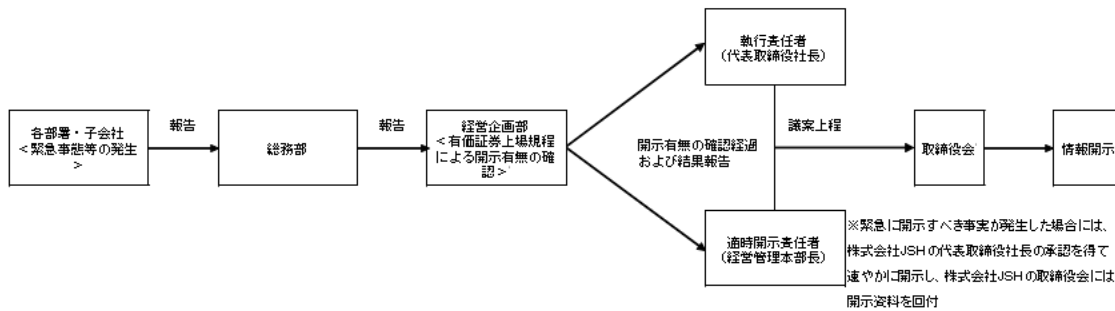 各部署・子会社
<緊急事態等の発生
>
報告
総務部
報告
経営企画部
<有価証券上場規程
による開示有無の確
認>
執行責任者
(代表取締役社長)
開示有無の確認経過
および結果報告
適時開示責任者
(経営管理本部長)
議案上程
取締役会
情報開示
※緊急に開示すべき事実が発生した場合には、
株式会社JSHの代表取締役社長の承認を得て
速やかに開示し、株式会社JSHの取締役会には
開示資料を回付